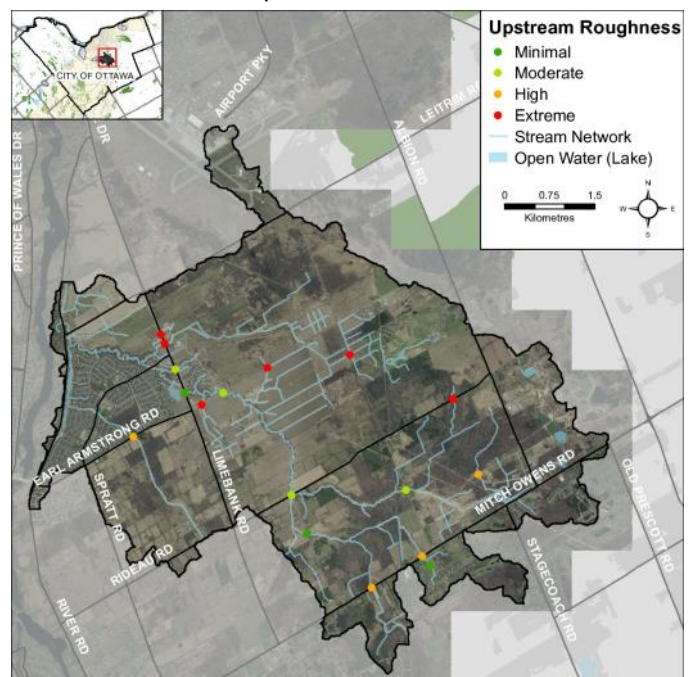 CITY OF OTTAWA
Upstream Roughness
Minimal
Moderate
High
Extreme
Stream Network
Open Water (Lake)
0 0.75 1.5
Kilometres
N
W E
S
AIRPORT PKY
LEITRIM RD
ALBION RD
PRINCE OF WALES DR
DR
EARL ARMSTRONG RD
SPRATT RD
LIMEBANK RD
RIDEAU RD
RIVER RD
MITCH OWENS RD
OLD PRESCOTT RD
STAGECOACH RD